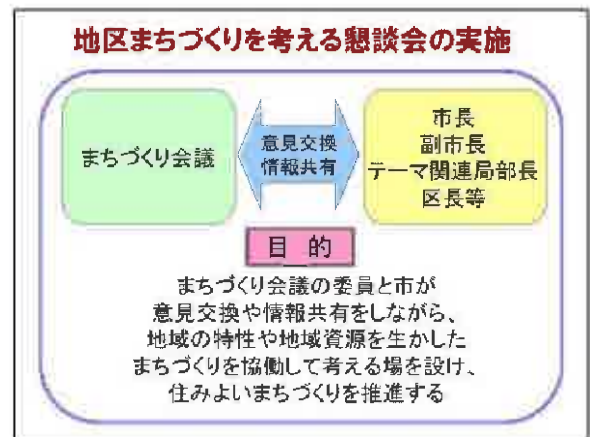 地区まちづくりを考える懇談会の実施
まちづくり会議
意見交換
情報共有
市長
副市長
テーマ関連局部長
区長等
目 的
まちづくり会議の委員と市が
意見交換や情報共有をしながら、
地域の特性や地域資源を生かした
まちづくりを協働して考える場を設け、
住みよいまちづくりを推進する